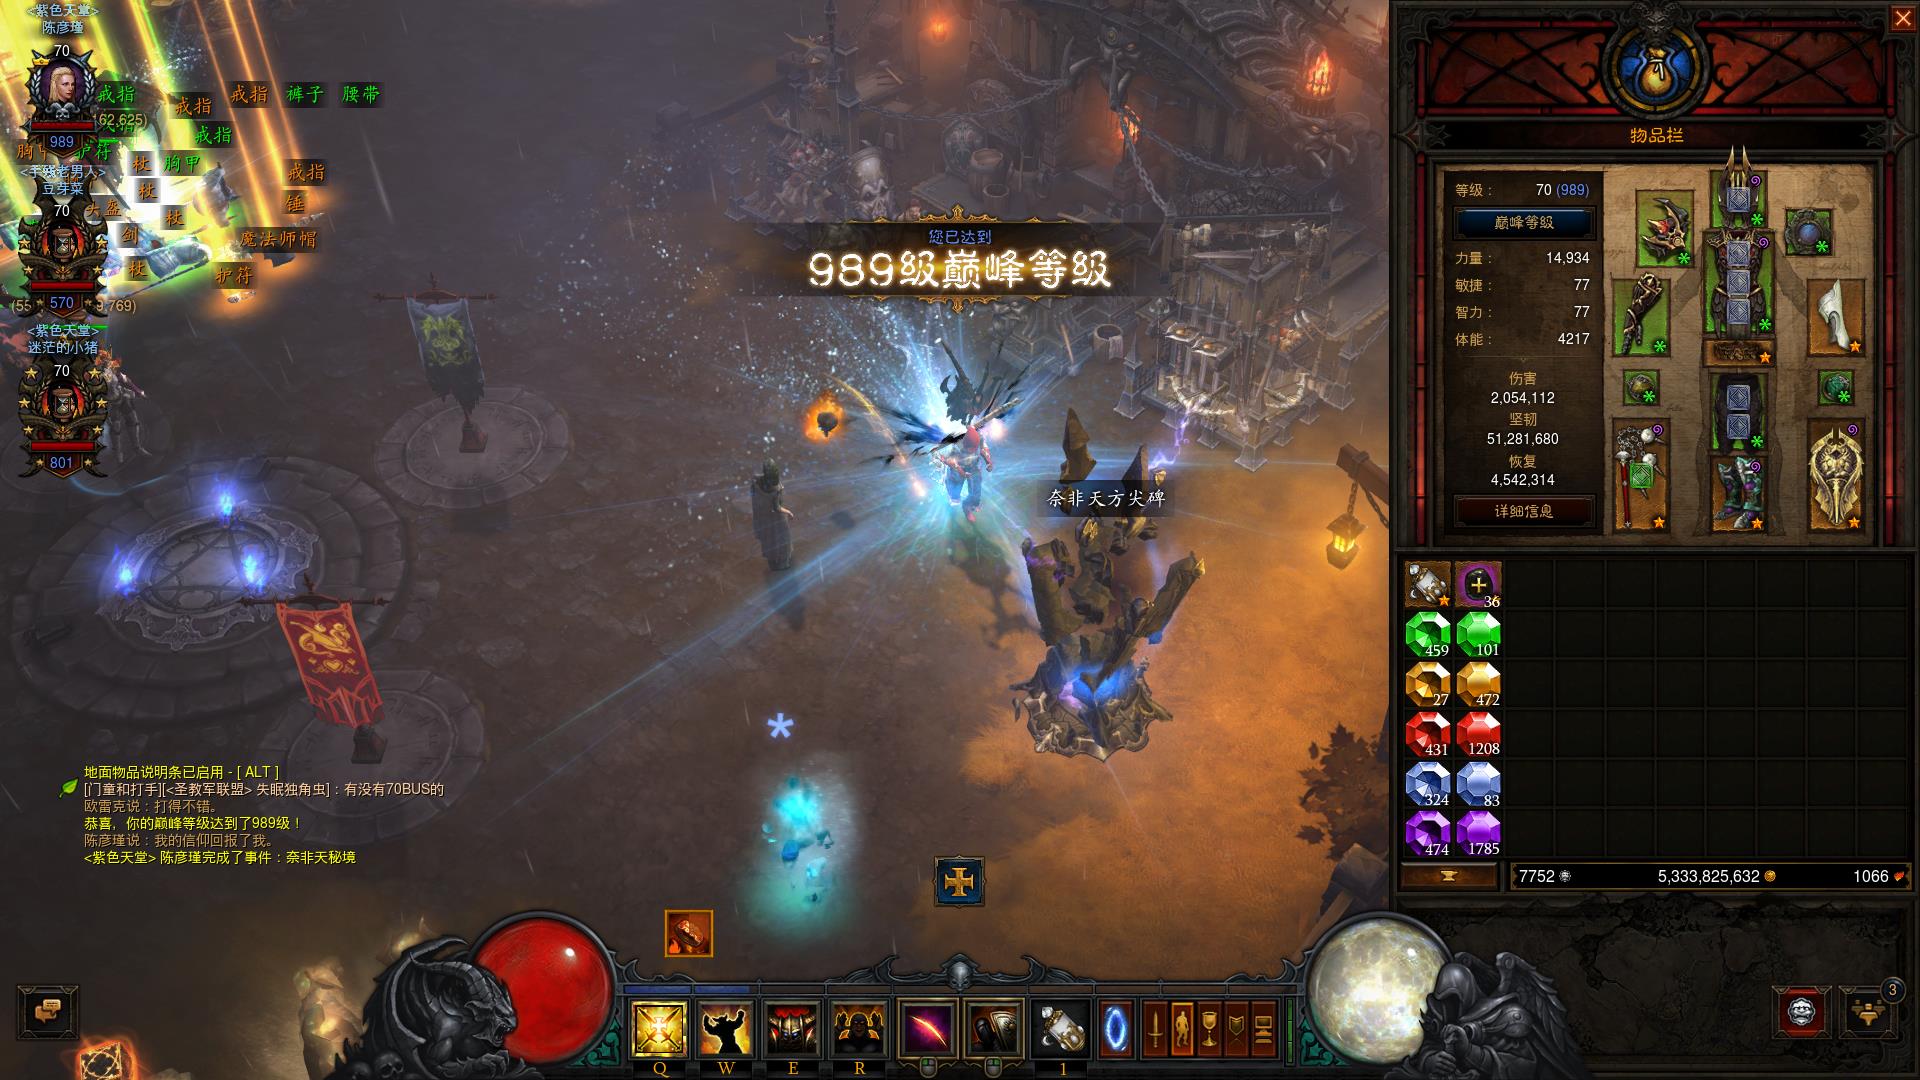 <紫色天堂>
陈彦瑾
70
戒指
戒指
戒指
裤子
腰带
戒指
989
护符
杖
胸甲
戒指
<手残老男人>
豆芽菜
70
杖
头盔
杖
锤
剑
魔法师帽
杖
护符
570
<紫色天堂>
迷茫的小猪
70
801
您已达到
989级巅峰等级
奈非天方尖碑
地面物品说明条已启用 - [ ALT ]
[门童和打手][<圣教军联盟> 失眠独角虫]：有没有70BUS的
欧雷克说：打得不错。
恭喜，你的巅峰等级达到了989级！
陈彦瑾说：我的信仰回报了我。
<紫色天堂> 陈彦瑾完成了事件：奈非天秘境
Q W E R 1
物品栏
等级： 70 (989)
巅峰等级
力量： 14,934
敏捷： 77
智力： 77
体能： 4217
伤害
2,054,112
坚韧
51,281,680
恢复
4,542,314
详细信息
36
459 101
27 472
431 1208
324 83
474 1785
7752 5,333,825,632 1066
3